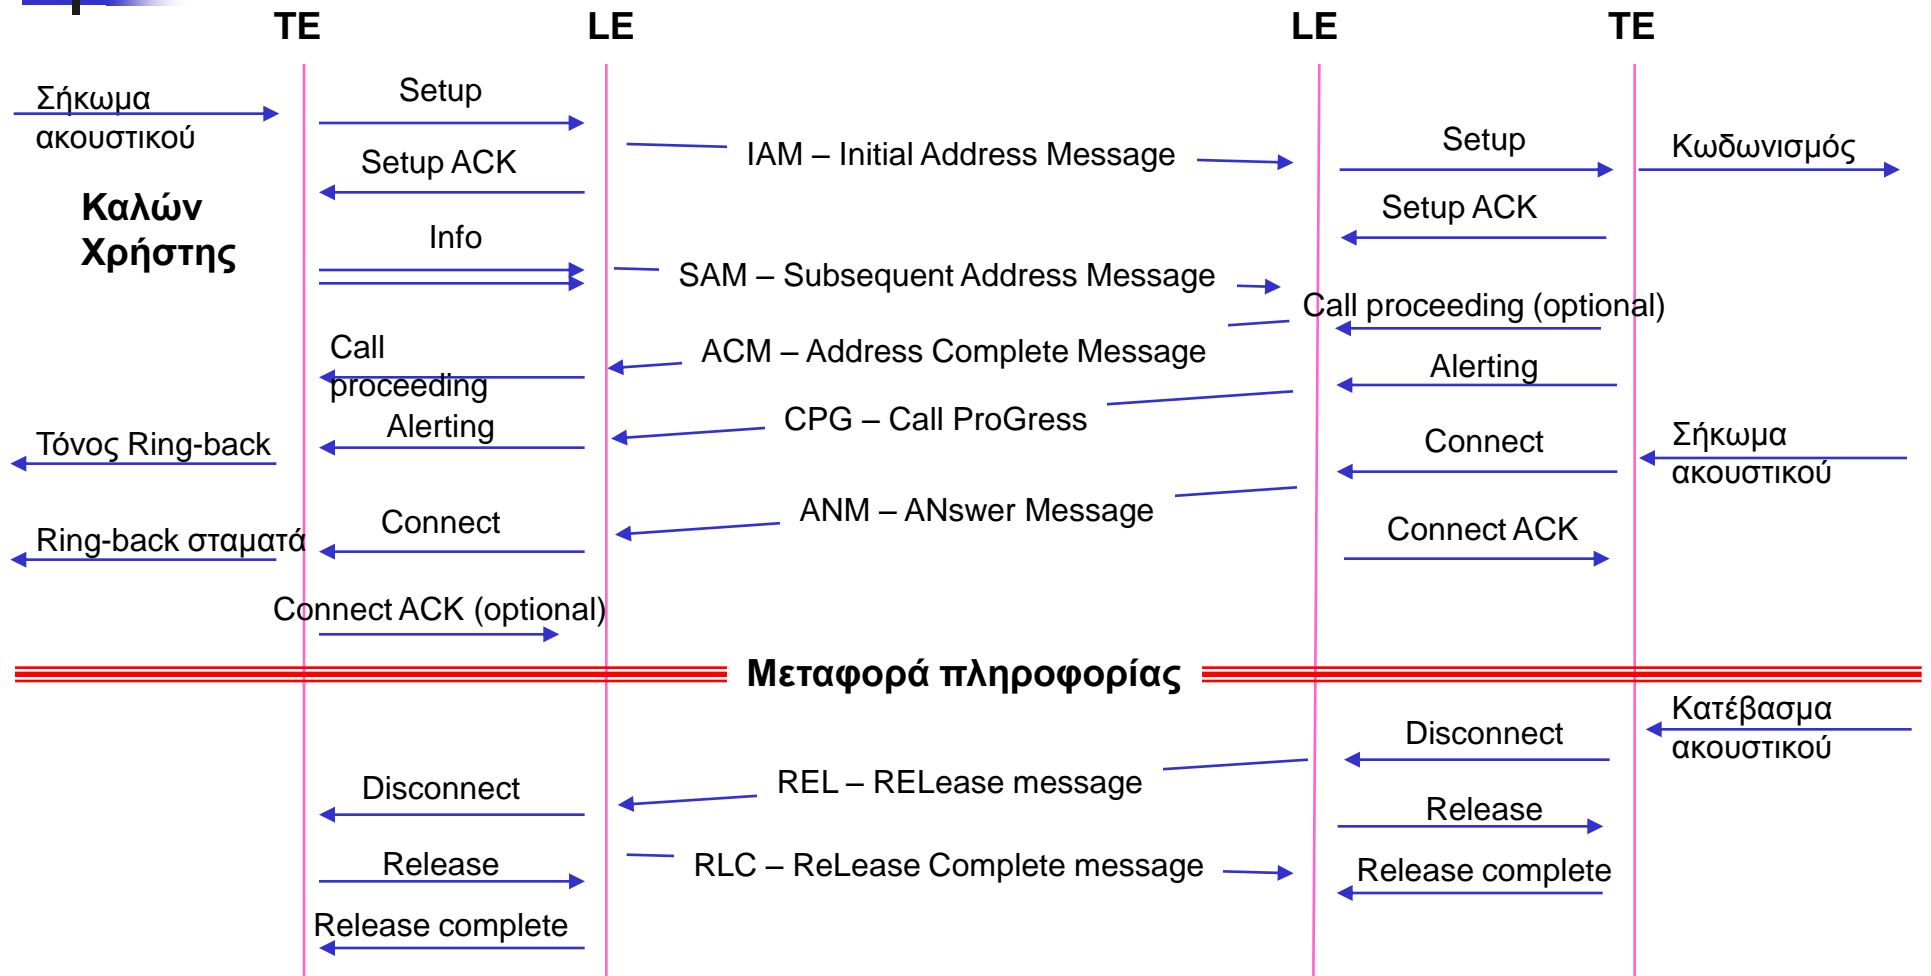 TE LE LE TE
Σήκωμα
ακουστικού
Setup
IAM – Initial Address Message
Setup
Κωδωνισμός
Setup ACK
Καλών
Χρήστης
Setup ACK
Info
SAM – Subsequent Address Message
Call proceeding (optional)
Call
proceeding
ACM – Address Complete Message
Alerting
CPG – Call ProGress
Alerting
Τόνος Ring-back
Connect
Σήκωμα
ακουστικού
ANM – ANswer Message
Connect
Ring-back σταματά
Connect ACK
Connect ACK (optional)
Μεταφορά πληροφορίας
Κατέβασμα
ακουστικού
Disconnect
REL – RELease message
Disconnect
Release
Release
RLC – ReLease Complete message
Release complete
Release complete